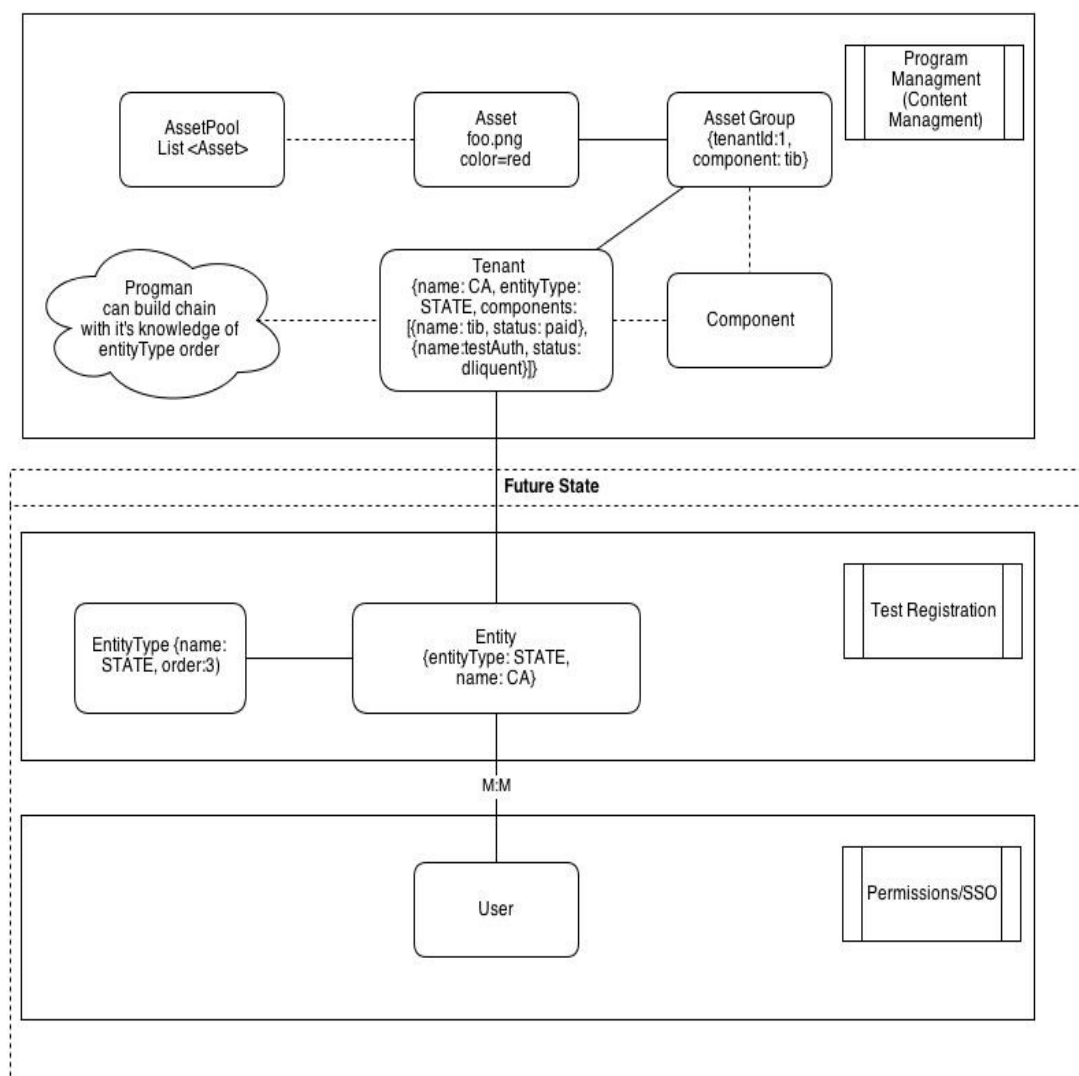 Program
Managment
(Content
Managment)
AssetPool
List <Asset>
Asset
foo.png
color=red
Asset Group
{tenantId:1,
component: tib}
Progman
can build chain
with it's knowledge of
entityType order
Tenant
{name: CA, entityType:
STATE, components:
[{name: tib, status: paid},
{name:testAuth, status:
dliquent}]}
Component
Future State
EntityType {name:
STATE, order:3)
Entity
{entityType: STATE,
name: CA}
Test Registration
M:M
User
Permissions/SSO